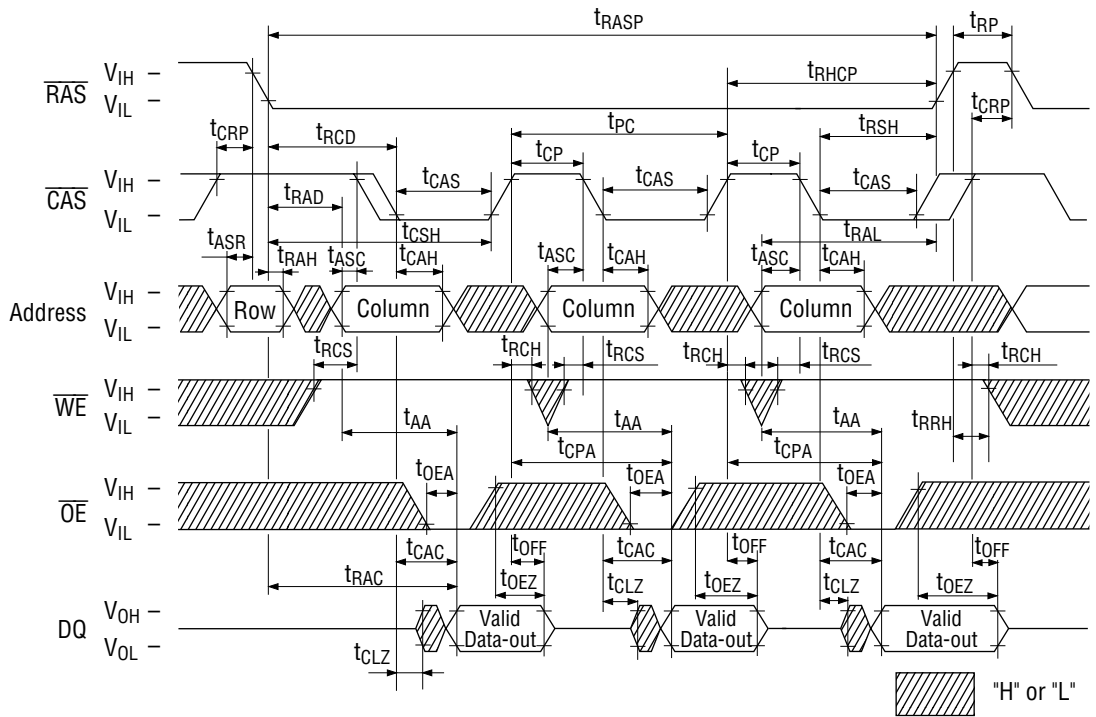 tRASP tRP
tRHCP
RAS VIH
VIL
tCRP tRCD tPC tRSH tCRP
tCP tCP
CAS VIH
VIL
tRAD tCAS tCAS tCAS
tCSH tRAL
tASR tRAH tASC tCAH tASC tCAH tASC tCAH
Address VIH
VIL
Row Column Column Column
tRCS tRCH tRCS tRCH tRCS tRCH
WE VIH
VIL
tAA tAA tAA tRRH
tCPA tCPA
tOEA tOEA tOEA
OE VIH
VIL
tCAC tOFF tCAC tOFF tCAC tOFF
tRAC tOEZ tCLZ tOEZ tCLZ tOEZ
DQ VOH
VOL
Valid Data-out Valid Data-out Valid Data-out
tCLZ
"H" or "L"